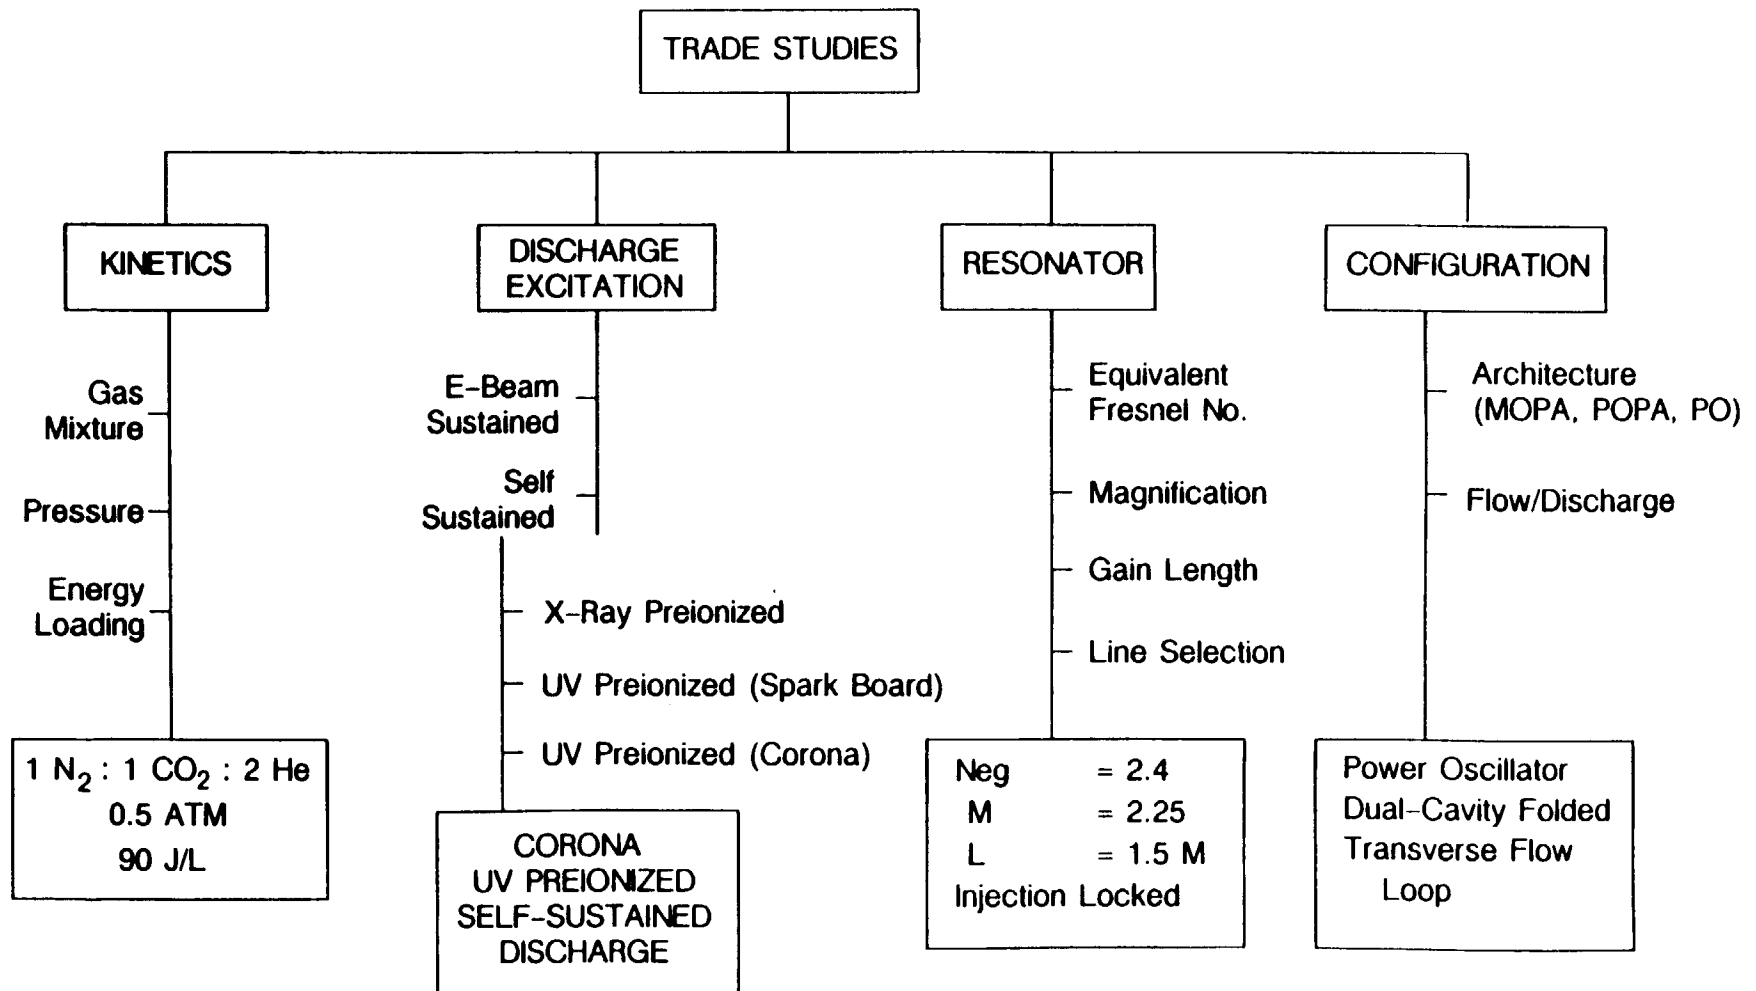 TRADE STUDIES
KINETICS
Gas
Mixture
Pressure
Energy
Loading
1 N₂ : 1 CO₂ : 2 He
0.5 ATM
90 J/L
DISCHARGE
EXCITATION
E-Beam
Sustained
Self
Sustained
X-Ray Preionized
UV Preionized (Spark Board)
UV Preionized (Corona)
CORONA
UV PREIONIZED
SELF-SUSTAINED
DISCHARGE
RESONATOR
Equivalent
Fresnel No.
Magnification
Gain Length
Line Selection
Neg = 2.4
M = 2.25
L = 1.5 M
Injection Locked
CONFIGURATION
Architecture
(MOPA, POPA, PO)
Flow/Discharge
Power Oscillator
Dual-Cavity Folded
Transverse Flow
Loop